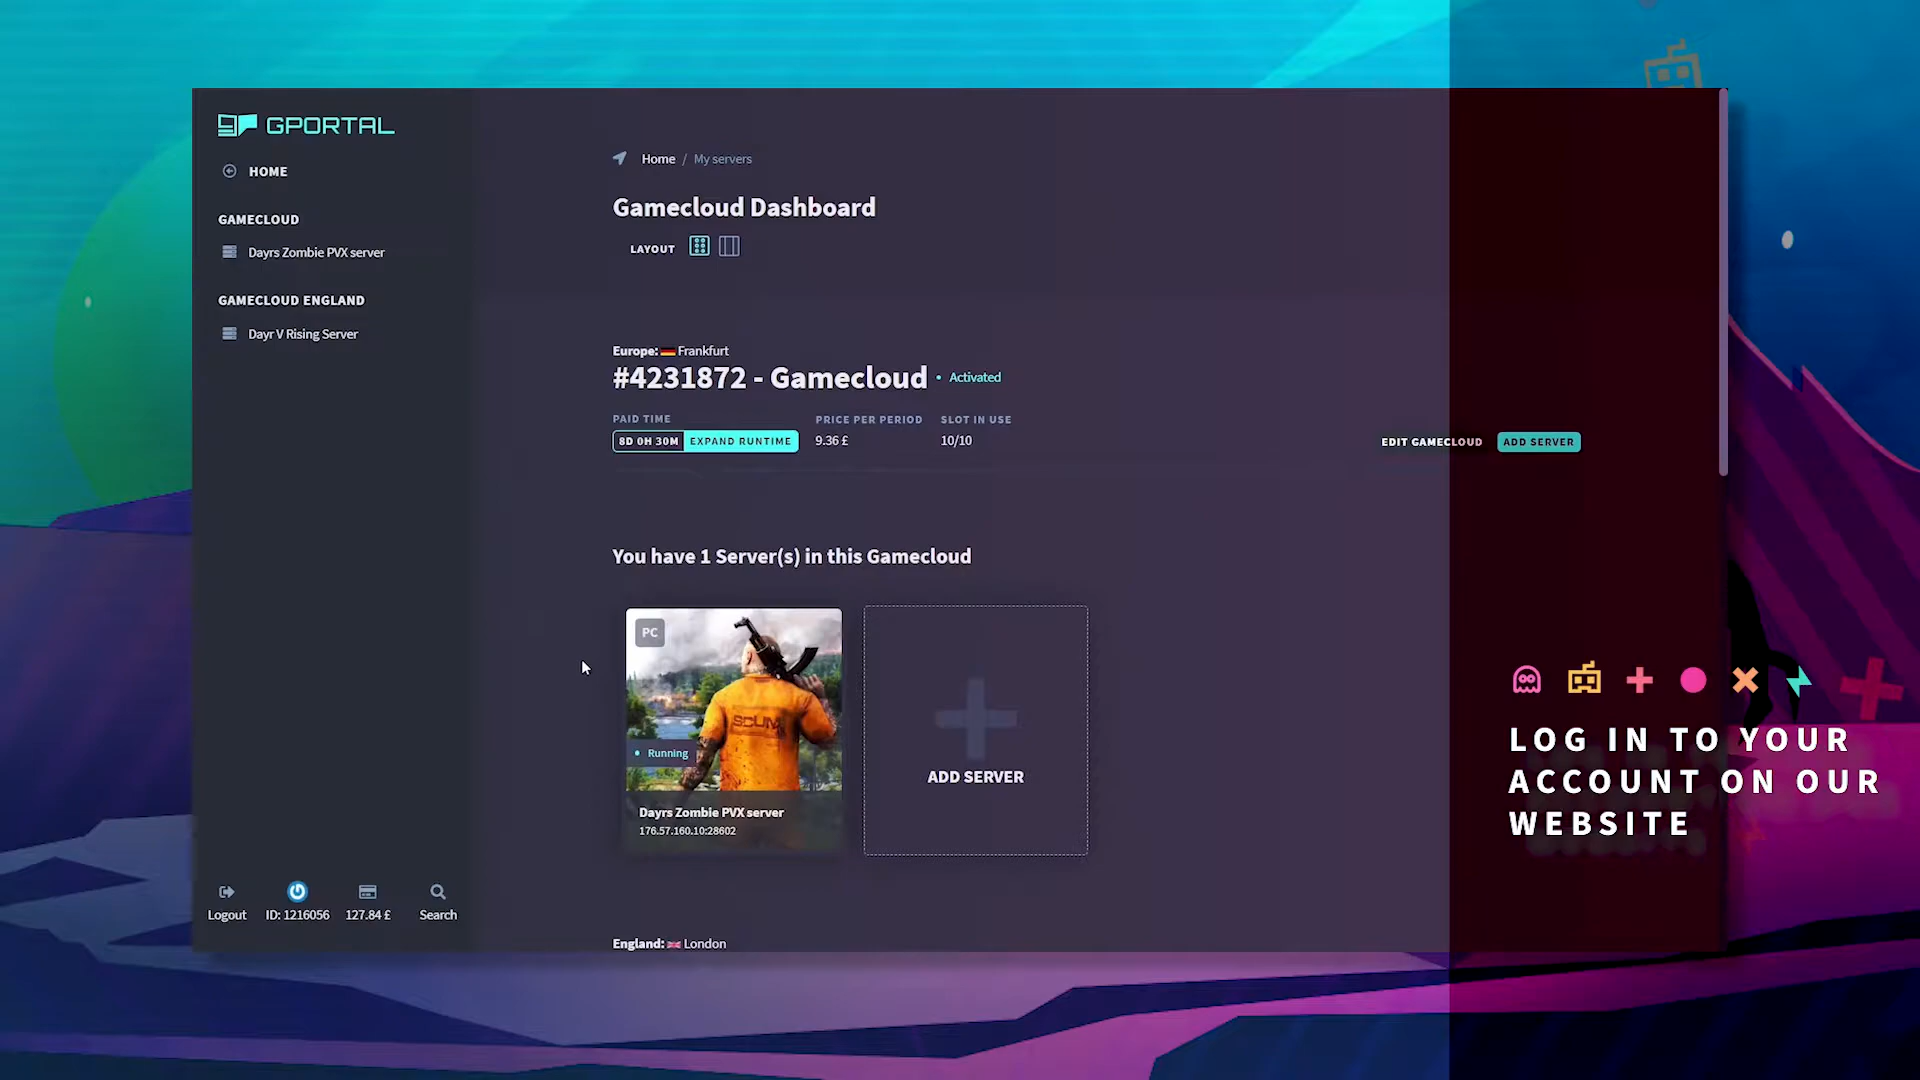 GPORTAL
HOME
GAMECLOUD
Dayrs Zombie PVX server
GAMECLOUD ENGLAND
Dayr V Rising Server
Logout
ID: 1216056
127.84 £
Search
Home / My servers
Gamecloud Dashboard
LAYOUT
Europe: Frankfurt
#4231872 - Gamecloud • Activated
PAID TIME
8D 0H 30M EXPAND RUNTIME
PRICE PER PERIOD
9.36 £
SLOT IN USE
10/10
EDIT GAMECLOUD
ADD SERVER
You have 1 Server(s) in this Gamecloud
PC
SCUM
• Running
Dayrs Zombie PVX server
176.57.160.10:28602
ADD SERVER
England: London
LOG IN TO YOUR
ACCOUNT ON OUR
WEBSITE